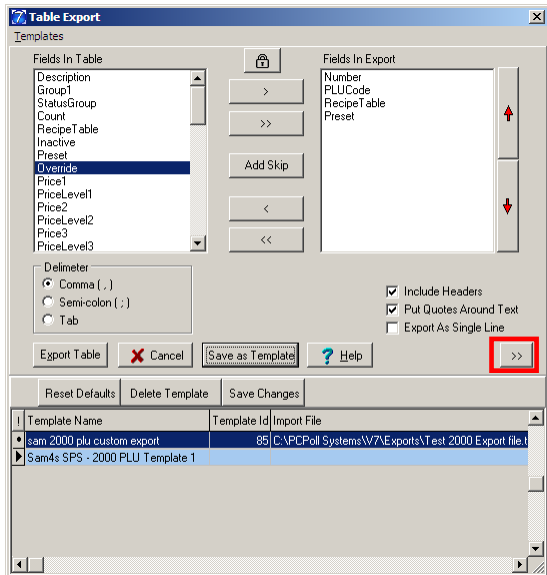 Table Export
Templates
Fields In Table
Fields In Export
Description
Group1
StatusGroup
Count
RecipeTable
Inactive
Preset
Override
Price1
PriceLevel1
Price2
PriceLevel2
Price3
PriceLevel3
>
>>
Add Skip
<
<<
Number
PLUCode
RecipeTable
Preset
Delimeter
Comma ( , )
Semi-colon ( ; )
Tab
Include Headers
Put Quotes Around Text
Export As Single Line
Export Table
Cancel
Save as Template
? Help
>>
Reset Defaults
Delete Template
Save Changes
! Template Name Template Id Import File
sam 2000 plu custom export 85 C:\PCPoll Systems\V7\Exports\Test 2000 Export file.t
Sam4s SPS - 2000 PLU Template 1